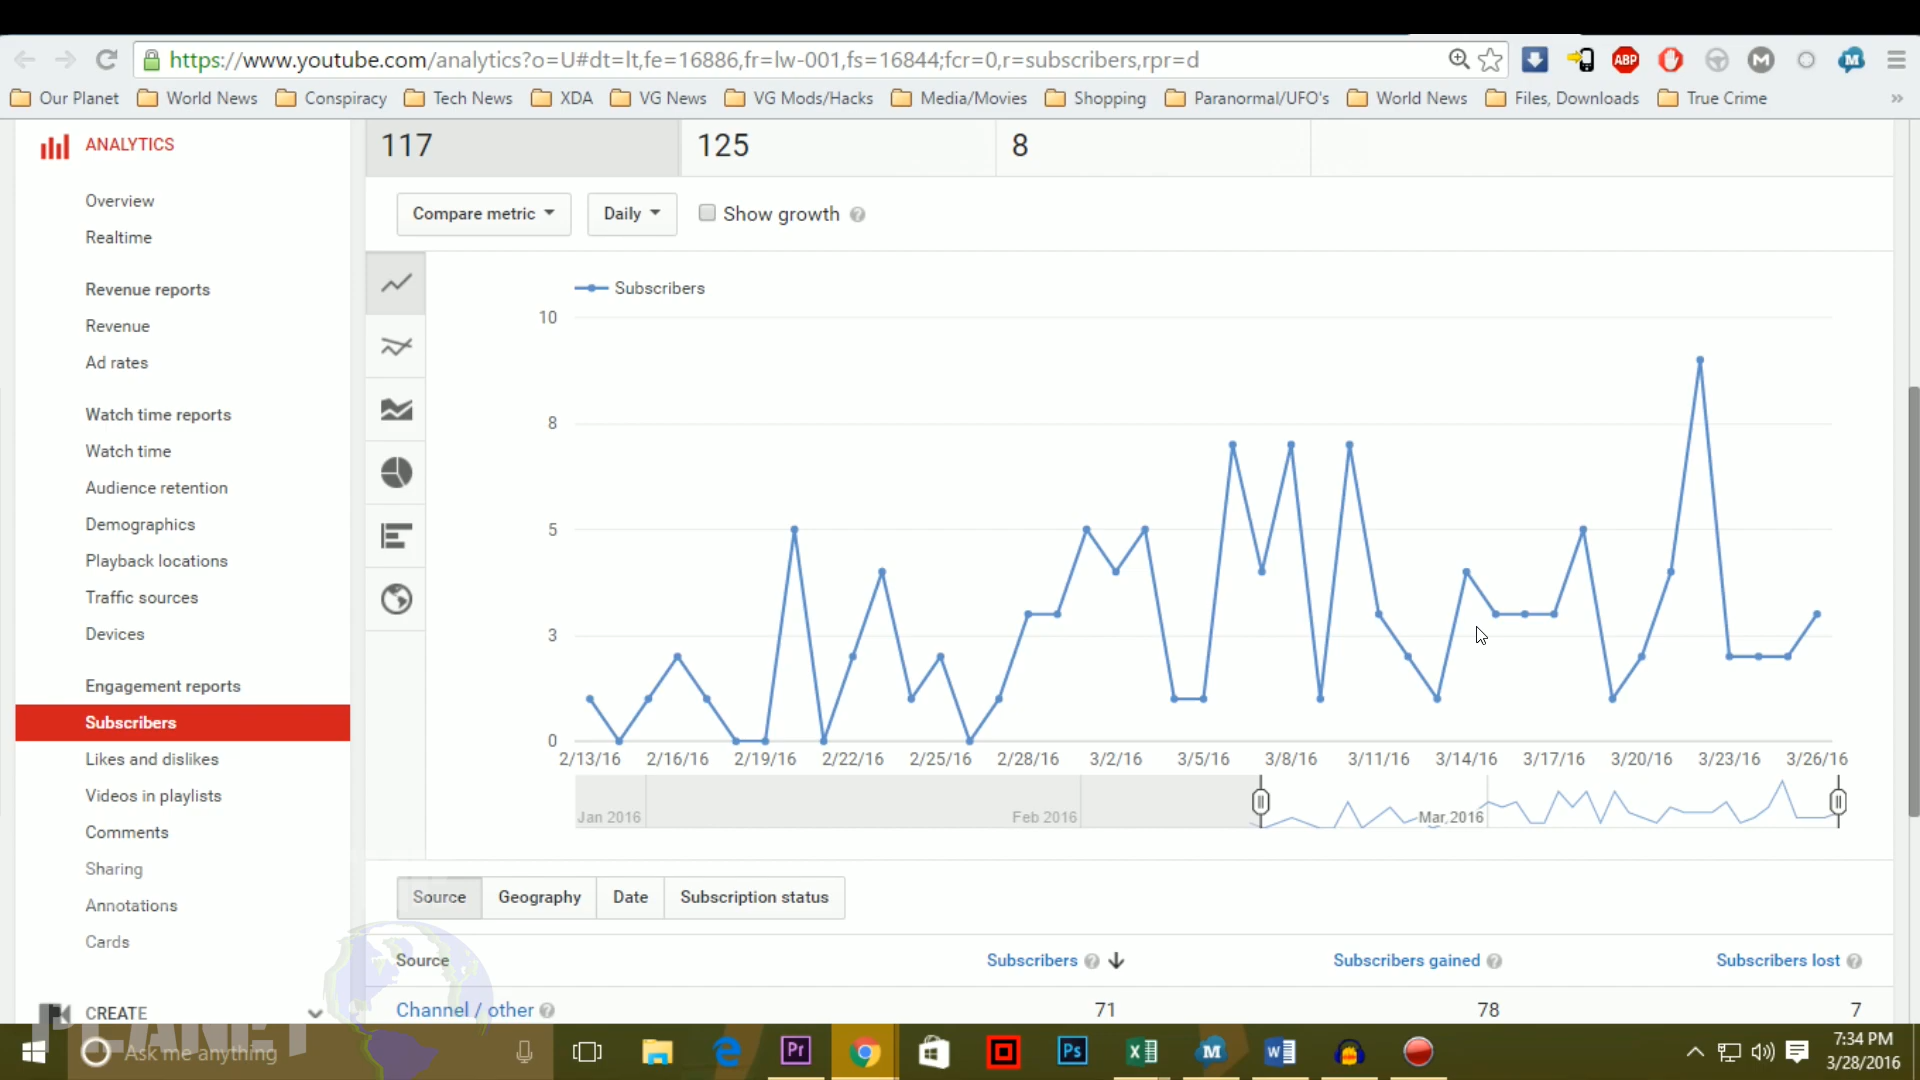 https://www.youtube.com/analytics?o=U#dt=lt,fe=16886,fr=lw-001,fs=16844;fcr=0,r=subscribers,rpr=d
ABP
M
M
Our Planet World News Conspiracy Tech News XDA VG News VG Mods/Hacks Media/Movies Shopping Paranormal/UFO's World News Files, Downloads True Crime »
ANALYTICS
Overview
Realtime
Revenue reports
Revenue
Ad rates
Watch time reports
Watch time
Audience retention
Demographics
Playback locations
Traffic sources
Devices
Engagement reports
Subscribers
Likes and dislikes
Videos in playlists
Comments
Sharing
Annotations
Cards
CREATE
117 125 8
Compare metric Daily Show growth ?
Subscribers
10
8
5
3
0
2/13/16 2/16/16 2/19/16 2/22/16 2/25/16 2/28/16 3/2/16 3/5/16 3/8/16 3/11/16 3/14/16 3/17/16 3/20/16 3/23/16 3/26/16
Jan 2016 Feb 2016 Mar 2016
Source Geography Date Subscription status
Source Subscribers ? Subscribers gained ? Subscribers lost ?
Channel / other ? 71 78 7
PLANET
Ask me anything
Pr
Ps
M
7:34 PM
3/28/2016